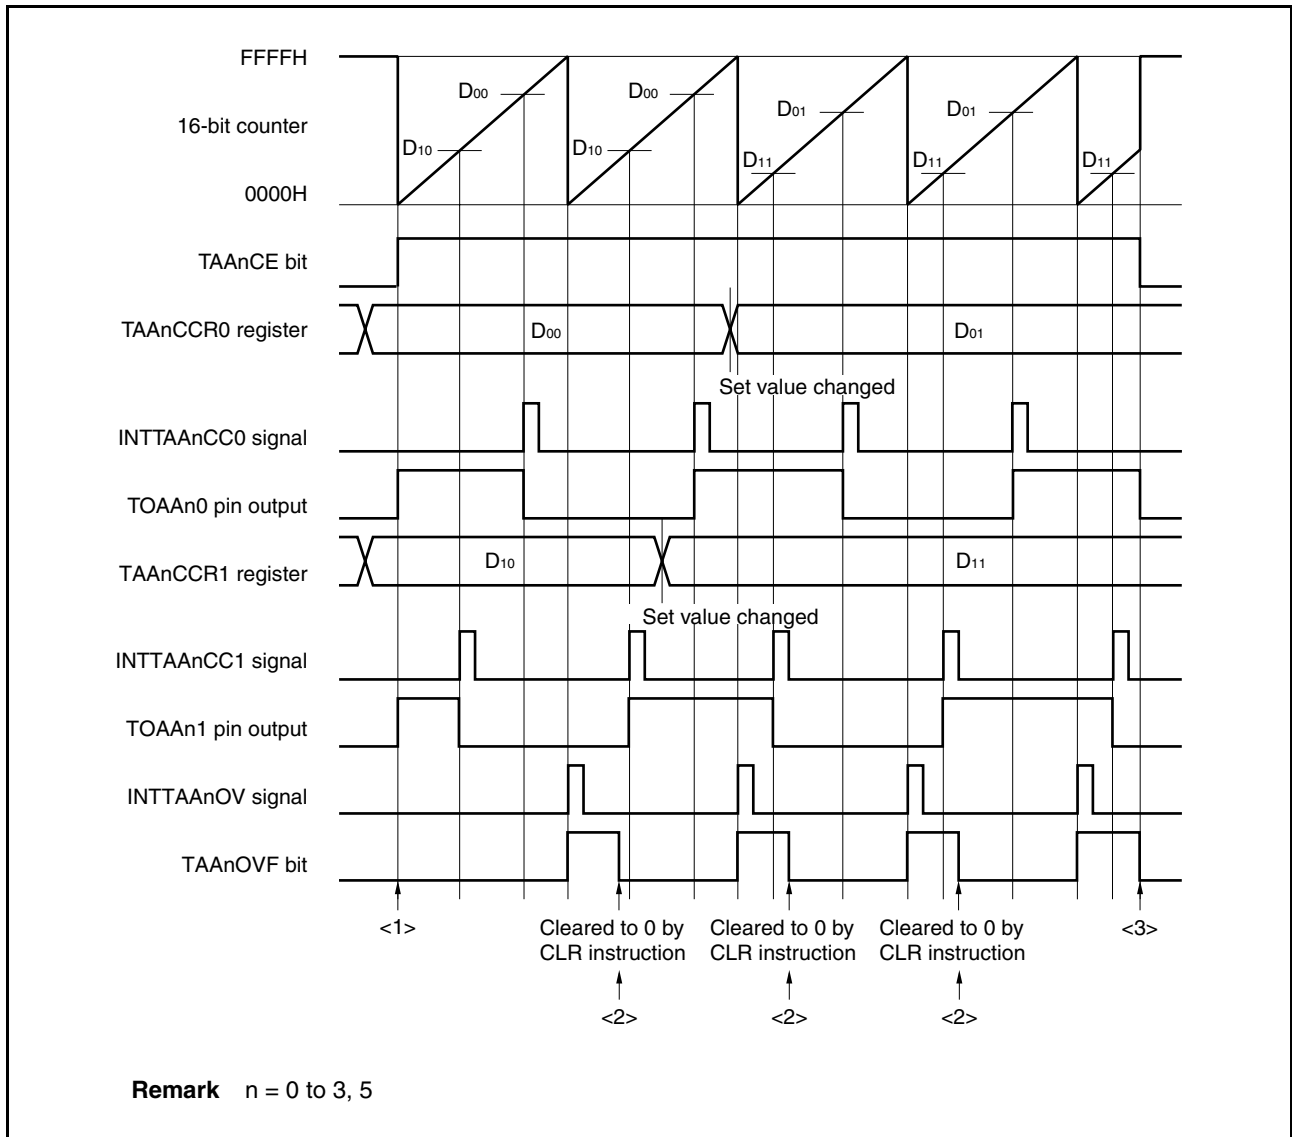 FFFFH
D00 D00
D01 D01
16-bit counter
D10 D10 D11 D11 D11
0000H
TAAnCE bit
TAAnCCR0 register D00 D01
Set value changed
INTTAAnCC0 signal
TOAAn0 pin output
TAAnCCR1 register D10 D11
Set value changed
INTTAAnCC1 signal
TOAAn1 pin output
INTTAAnOV signal
TAAnOVF bit
<1> Cleared to 0 by Cleared to 0 by Cleared to 0 by <3>
CLR instruction CLR instruction CLR instruction
<2> <2> <2>
Remark n = 0 to 3, 5